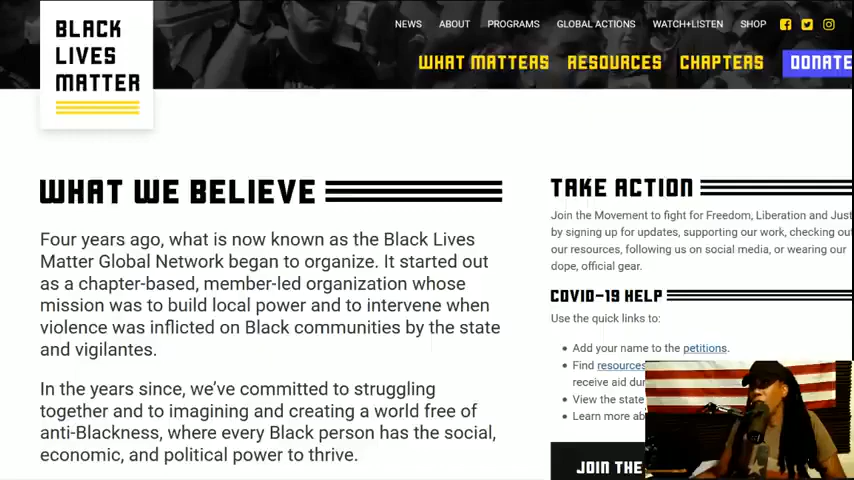 BLACK
LIVES
MATTER
NEWS ABOUT PROGRAMS GLOBAL ACTIONS WATCH+LISTEN SHOP
WHAT MATTERS RESOURCES CHAPTERS DONATE
WHAT WE BELIEVE
Four years ago, what is now known as the Black Lives
Matter Global Network began to organize. It started out
as a chapter-based, member-led organization whose
mission was to build local power and to intervene when
violence was inflicted on Black communities by the state
and vigilantes.
In the years since, we’ve committed to struggling
together and to imagining and creating a world free of
anti-Blackness, where every Black person has the social,
economic, and political power to thrive.
TAKE ACTION
Join the Movement to fight for Freedom, Liberation and Just
by signing up for updates, supporting our work, checking out
our resources, following us on social media, or wearing our
dope, official gear.
COVID-19 HELP
Use the quick links to:
Add your name to the petitions.
Find resources
receive aid du
View the state
Learn more ab
JOIN THE